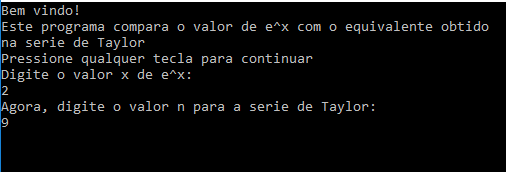 Bem vindo!
Este programa compara o valor de e^x com o equivalente obtido
na serie de Taylor
Pressione qualquer tecla para continuar
Digite o valor x de e^x:
2
Agora, digite o valor n para a serie de Taylor:
9